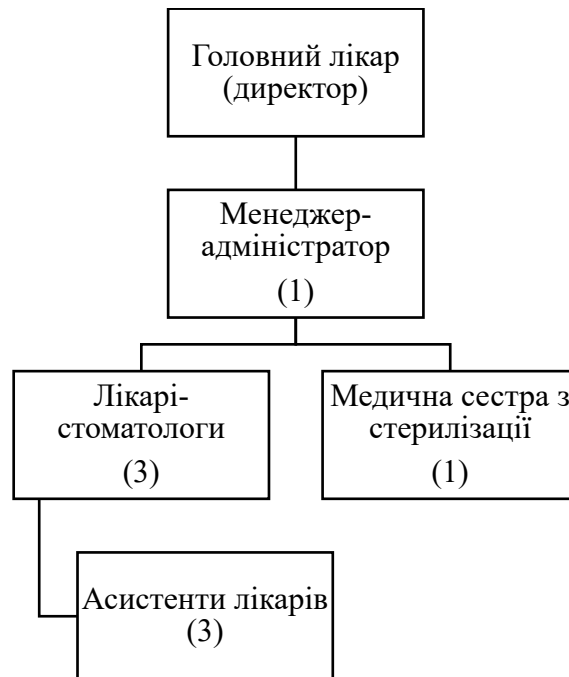 Головний лікар
(директор)
Менеджер-
адміністратор
(1)
Лікарі-
стоматологи
(3)
Медична сестра з
стерилізації
(1)
Асистенти лікарів
(3)